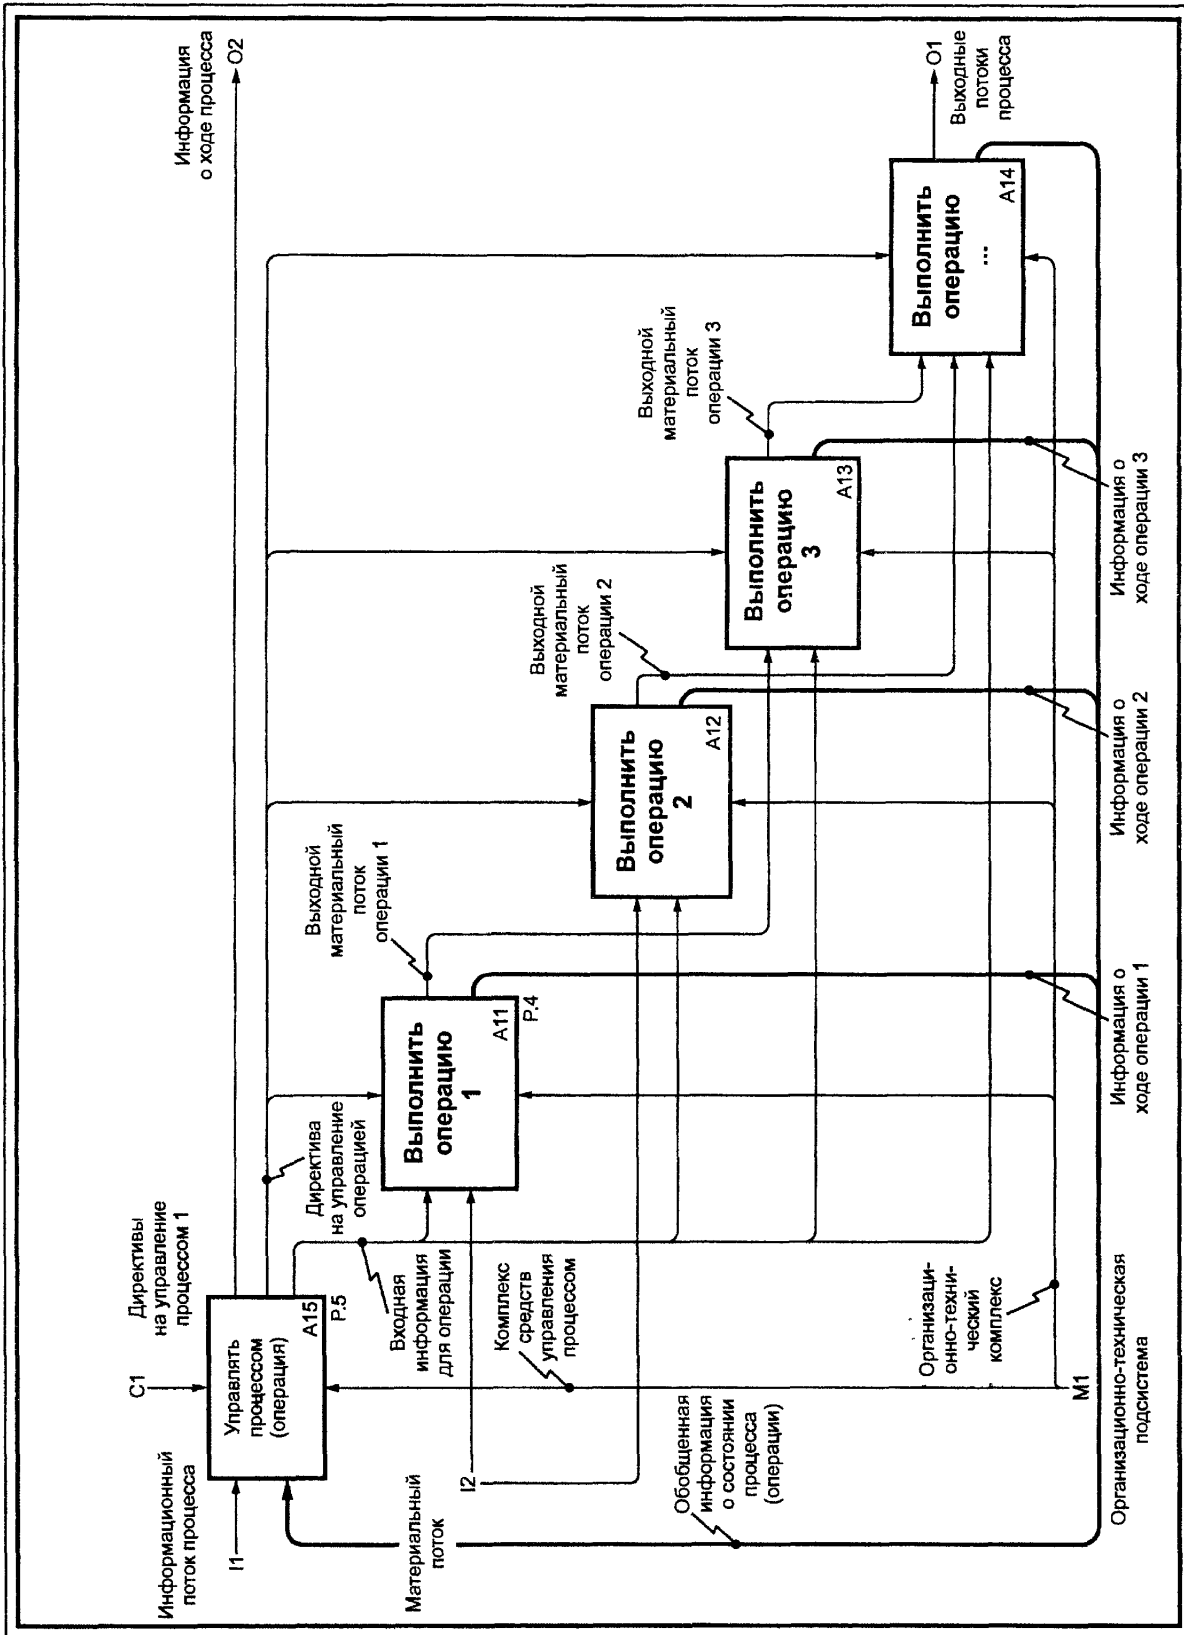 Директивы
на управление
процессом 1
C1
Информационный
поток процесса
I1
Управлять
процессом
(операция)
A15
P.5
Информация
о ходе процесса
O2
Директива
на управление
операцией
Входная
информация
для операции
Материальный
поток
I2
Комплекс
средств
управления
процессом
Выполнить
операцию
1
A11
P.4
Выходной
материальный
поток
операции 1
Выполнить
операцию
2
A12
Выходной
материальный
поток
операции 2
Выполнить
операцию
3
A13
Выходной
материальный
поток
операции 3
Выполнить
операцию
...
A14
O1
Выходные
потоки
процесса
Обобщенная
информация
о состоянии
процесса
(операции)
Организаци-
онно-техни-
ческий
комплекс
M1
Организационно-техническая
подсистема
Информация о
ходе операции 1
Информация о
ходе операции 2
Информация о
ходе операции 3